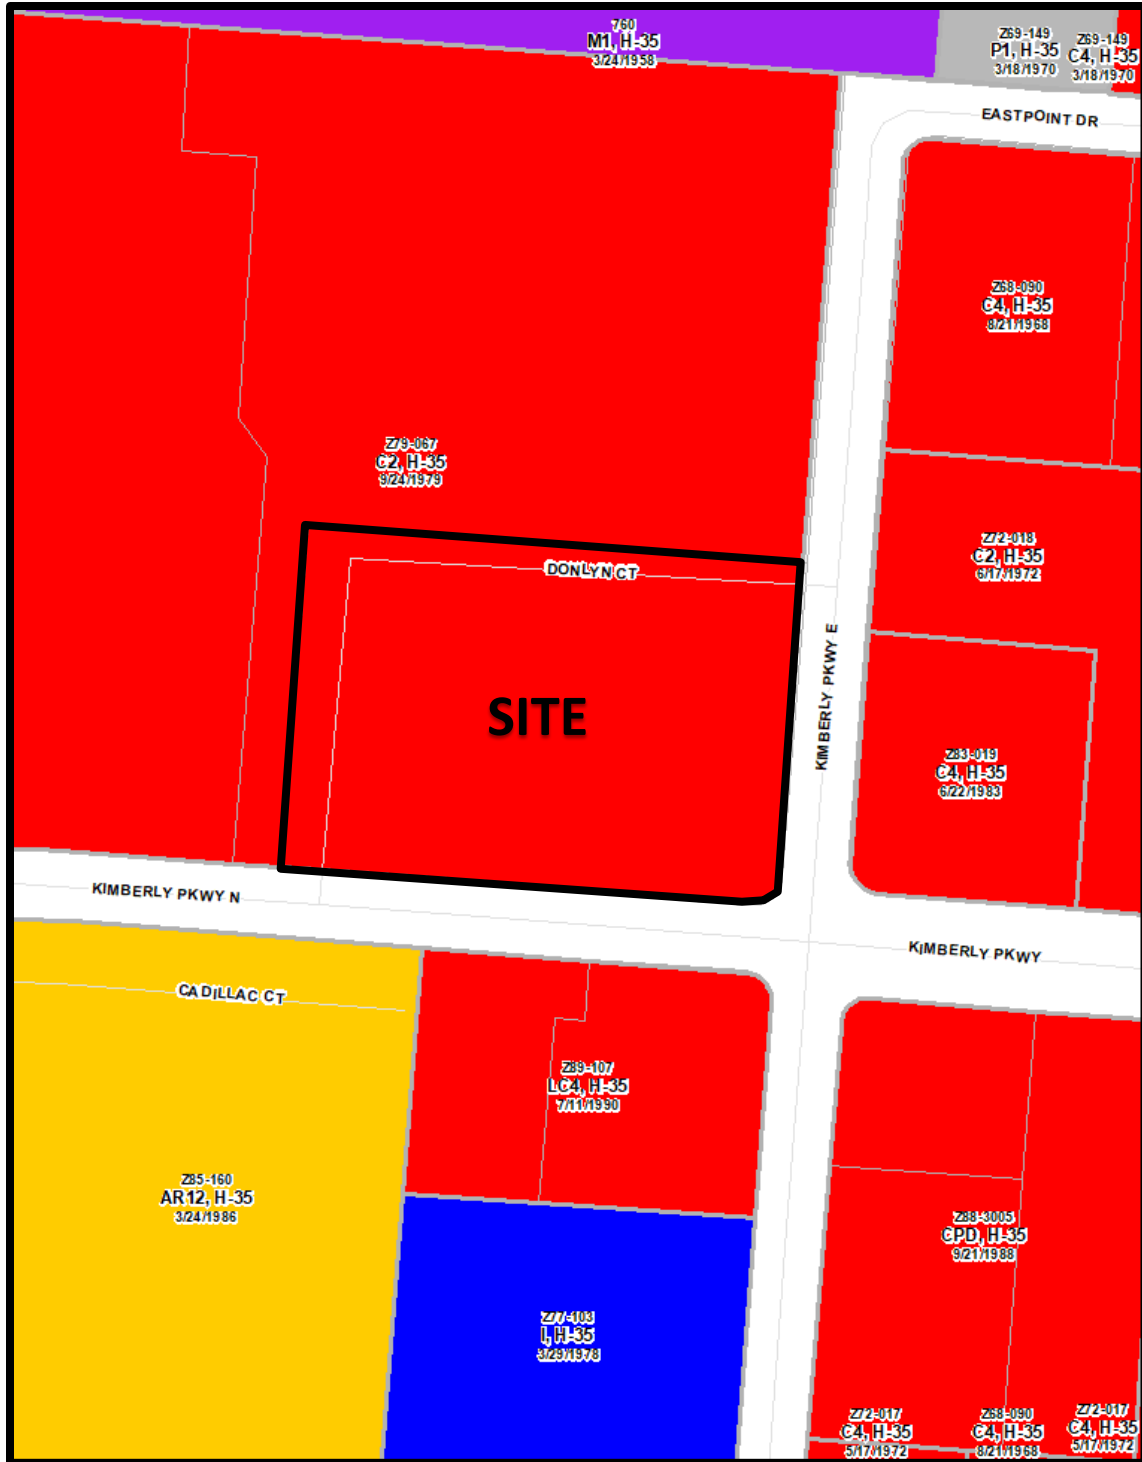 760
M1, H-35
3/24/1958
Z69-149
P1, H-35
3/18/1970
Z69-149
C4, H-35
3/18/1970
EASTPOINT DR
Z68-090
C4, H-35
8/21/1968
Z79-067
C2, H-35
9/24/1979
Z72-018
C2, H-35
6/17/1972
DONLYN CT
KIMBERLY PKWY E
SITE
Z83-019
C4, H-35
6/22/1983
KIMBERLY PKWY N
KIMBERLY PKWY
CADILLAC CT
Z89-107
LC4, H-35
7/11/1990
Z85-160
AR12, H-35
3/24/1986
Z88-3005
CPD, H-35
9/21/1988
Z77-103
I, H-35
3/29/1978
Z72-017
C4, H-35
5/17/1972
Z68-090
C4, H-35
8/21/1968
Z72-017
C4, H-35
5/17/1972